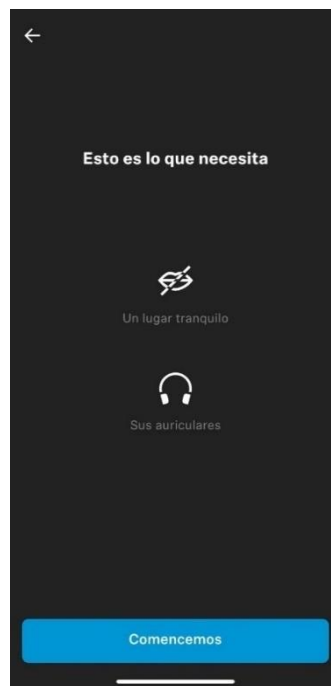 Esto es lo que necesita
Un lugar tranquilo
Sus auriculares
Comencemos